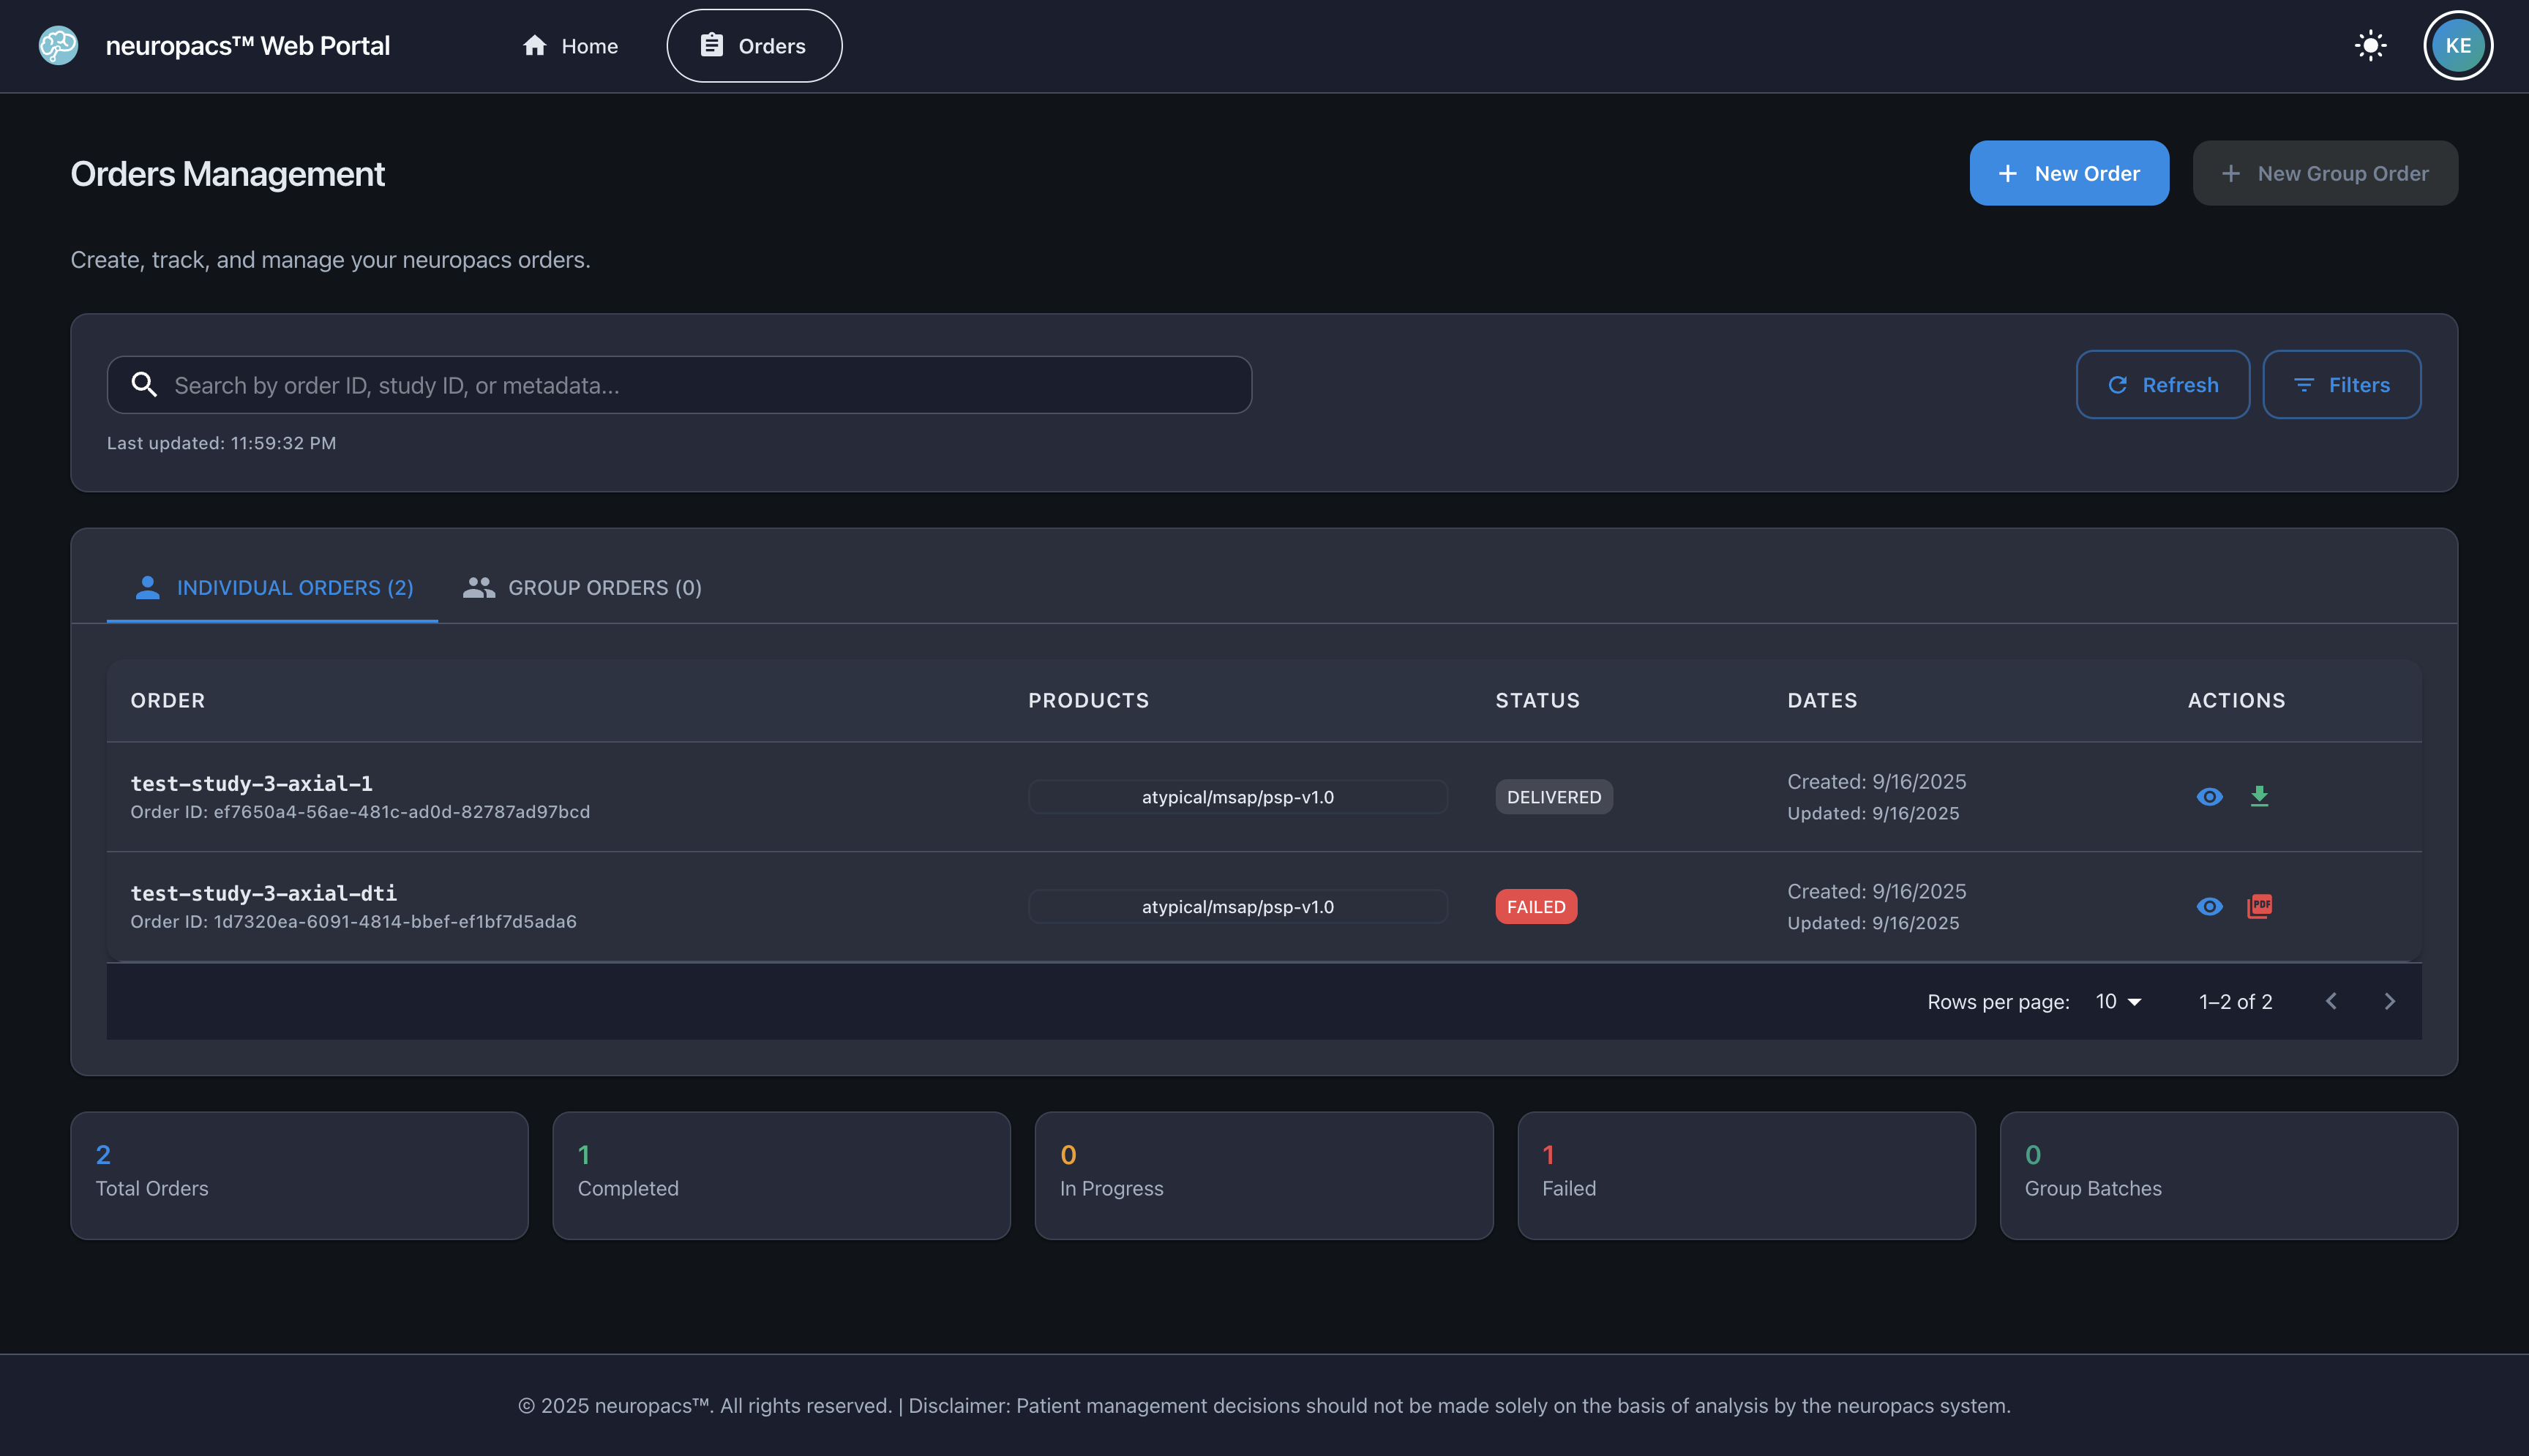 neuropacs™ Web Portal
Home
Orders
KE
Orders Management
New Order
New Group Order
Create, track, and manage your neuropacs orders.
Search by order ID, study ID, or metadata...
Refresh
Filters
Last updated: 11:59:32 PM
INDIVIDUAL ORDERS (2)
GROUP ORDERS (0)
ORDER PRODUCTS STATUS DATES ACTIONS
test-study-3-axial-1
Order ID: ef7650a4-56ae-481c-ad0d-82787ad97bcd
atypical/msap/psp-v1.0
DELIVERED
Created: 9/16/2025
Updated: 9/16/2025
test-study-3-axial-dti
Order ID: 1d7320ea-6091-4814-bbef-ef1bf7d5ada6
atypical/msap/psp-v1.0
FAILED
Created: 9/16/2025
Updated: 9/16/2025
PDF
Rows per page: 10 1–2 of 2
2
Total Orders
1
Completed
0
In Progress
1
Failed
0
Group Batches
© 2025 neuropacs™. All rights reserved. | Disclaimer: Patient management decisions should not be made solely on the basis of analysis by the neuropacs system.